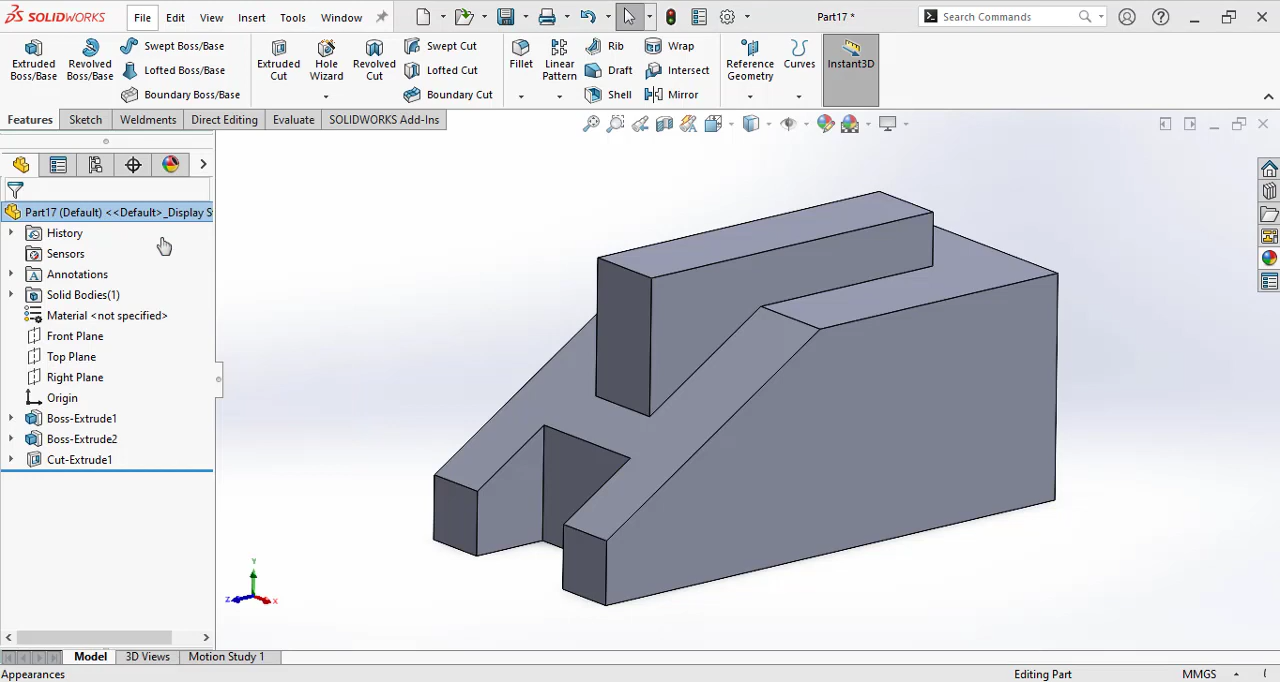 SOLIDWORKS File Edit View Insert Tools Window Part17 * Search Commands
Extruded Boss/Base
Revolved Boss/Base
Swept Boss/Base
Lofted Boss/Base
Boundary Boss/Base
Extruded Cut
Hole Wizard
Revolved Cut
Swept Cut
Lofted Cut
Boundary Cut
Fillet
Linear Pattern
Rib
Draft
Shell
Wrap
Intersect
Mirror
Reference Geometry
Curves
Instant3D
Features Sketch Weldments Direct Editing Evaluate SOLIDWORKS Add-Ins
Part17 (Default) <<Default>_Display S
History
Sensors
Annotations
Solid Bodies(1)
Material <not specified>
Front Plane
Top Plane
Right Plane
Origin
Boss-Extrude1
Boss-Extrude2
Cut-Extrude1
Y
Z X
Model 3D Views Motion Study 1
Appearances Editing Part MMGS